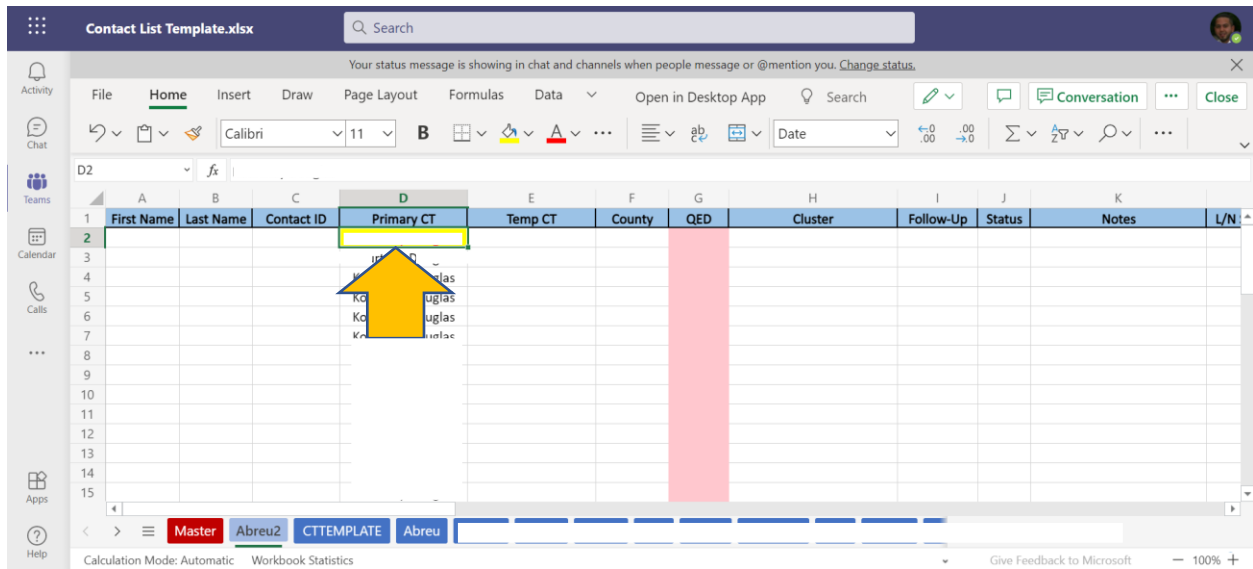 Contact List Template.xlsx Search
Your status message is showing in chat and channels when people message or @mention you. Change status.
Activity
File Home Insert Draw Page Layout Formulas Data Open in Desktop App Search Conversation Close
Chat
Calibri 11 B A ab Date .00 .00
Teams
D2 fx
A B C D E F G H I J K
1 First Name Last Name Contact ID Primary CT Temp CT County QED Cluster Follow-Up Status Notes L/N
2
Calendar
3
4
5
Calls
6
7
8
9
10
11
12
13
14
15
Apps
Master Abreu2 CTTEMPLATE Abreu
Help
Calculation Mode: Automatic Workbook Statistics Give Feedback to Microsoft 100%